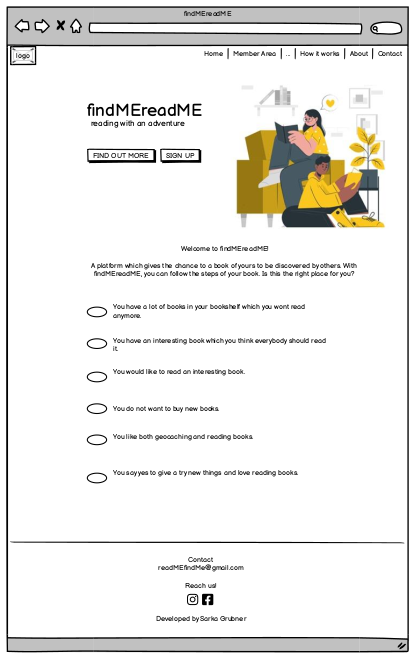 findMEreadME
logo
Home | Member Area | ... | How it works | About | Contact
findMEreadME
reading with an adventure
FIND OUT MORE SIGN UP
Welcome to findMEreadME!
A platform which gives the chance to a book of yours to be discovered by others. With
findMEreadME, you can follow the steps of your book. Is this the right place for you?
You have a lot of books in your bookshelf which you wont read
anymore.
You have an interesting book which you think everybody should read
it.
You would like to read an interesting book.
You do not want to buy new books.
You like both geocaching and reading books.
You say yes to give a try new things and love reading books.
Contact
readMEfindMe@gmail.com
Reach us!
Developed by Sarka Grubner